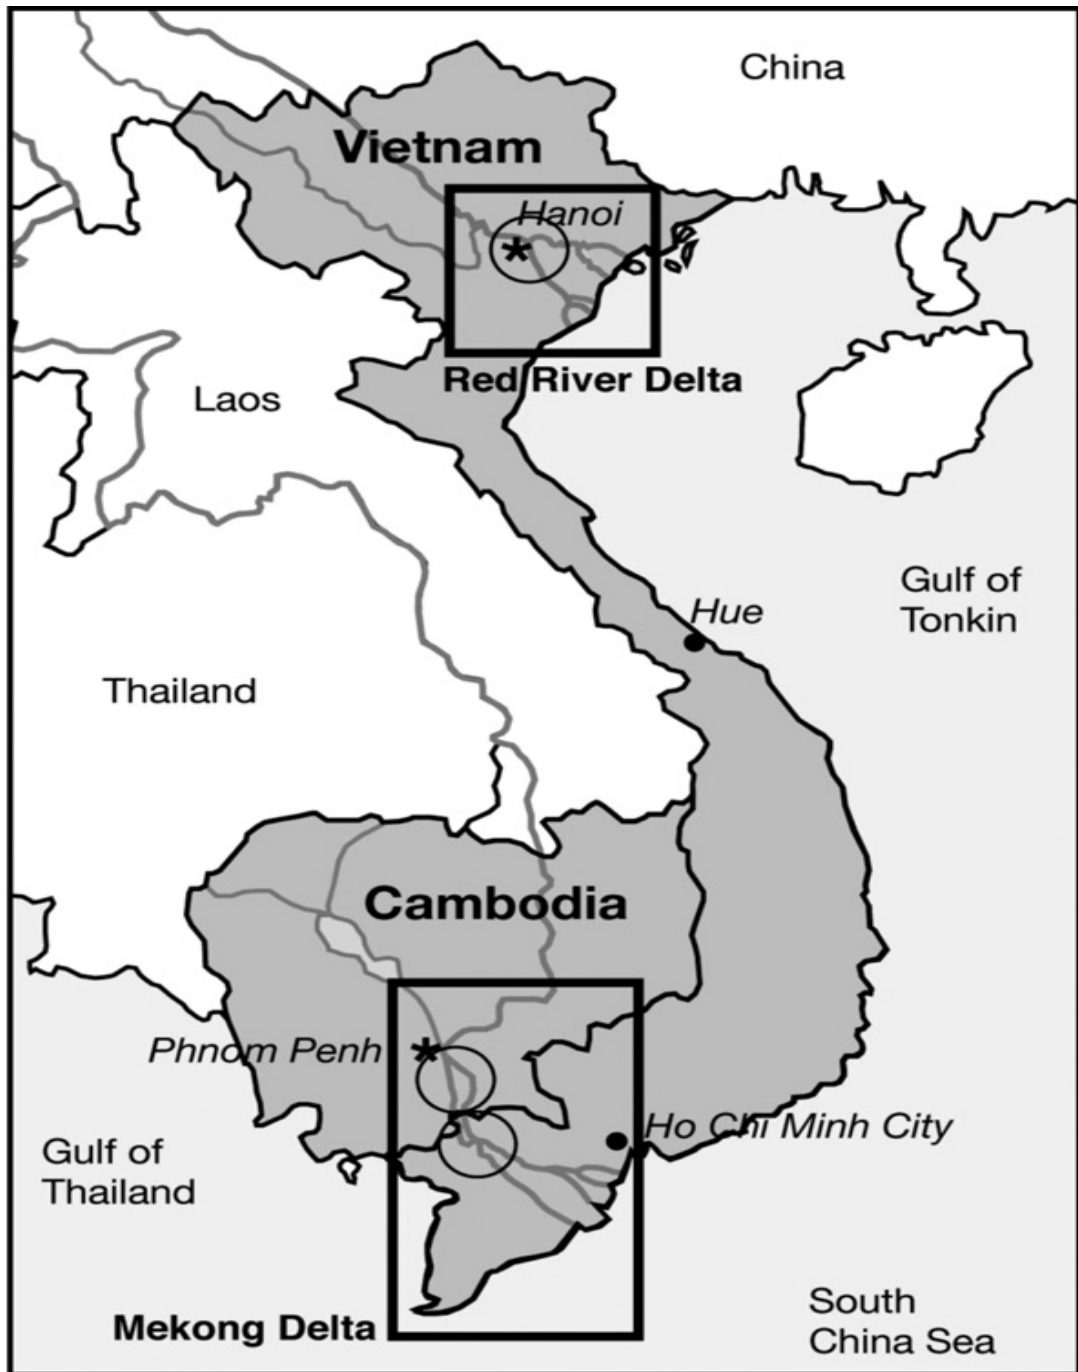 China
Vietnam
Hanoi
*
Red River Delta
Laos
Gulf of
Tonkin
Hue
Thailand
Cambodia
Phnom Penh
*
Ho Chi Minh City
Gulf of
Thailand
South
China Sea
Mekong Delta